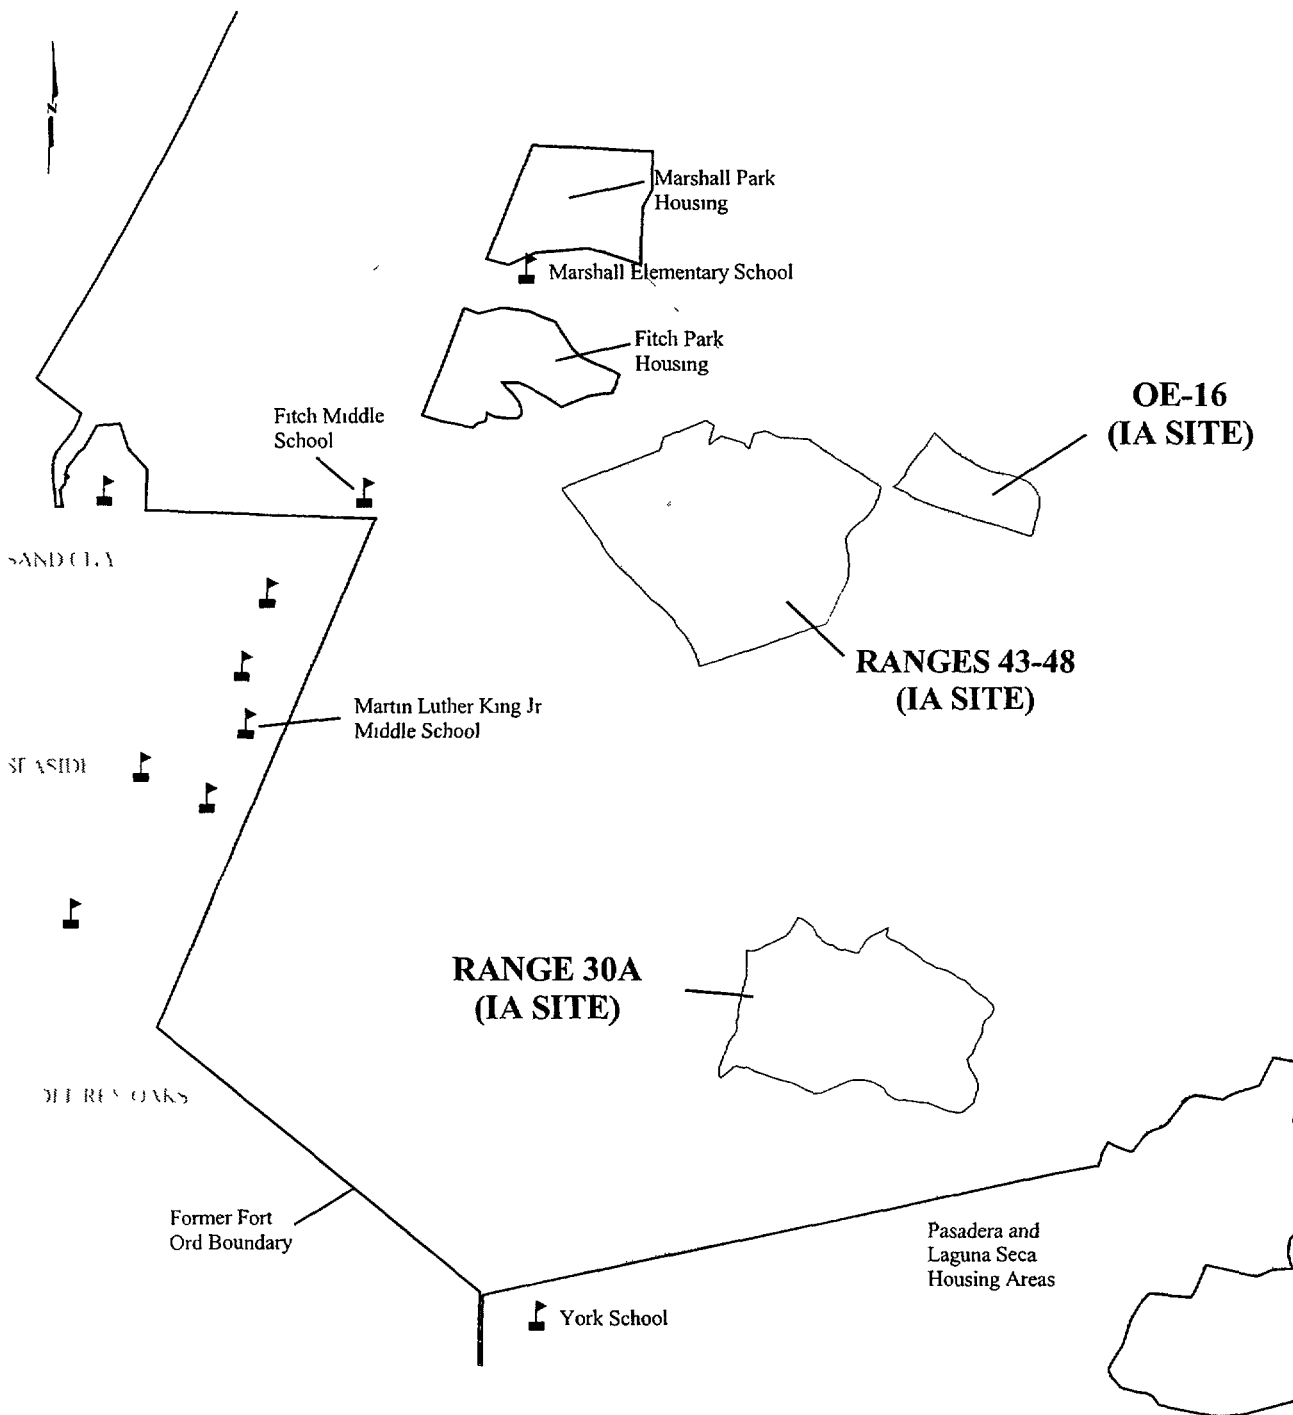 N
Marshall Park
Housing
Marshall Elementary School
Fitch Park
Housing
OE-16
(IA SITE)
Fitch Middle
School
RANGES 43-48
(IA SITE)
Martin Luther King Jr
Middle School
RANGE 30A
(IA SITE)
OAKS
Former Fort
Ord Boundary
Pasadera and
Laguna Seca
Housing Areas
York School